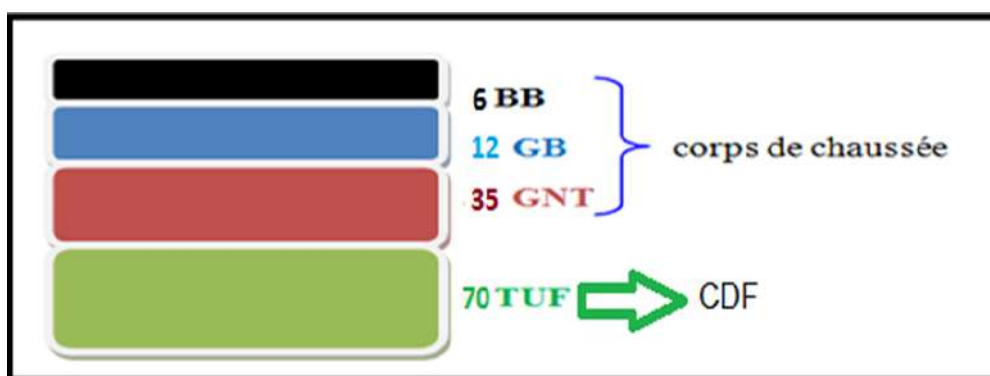 6 BB
12 GB
corps de chaussée
35 GNT
70 TUF
CDF